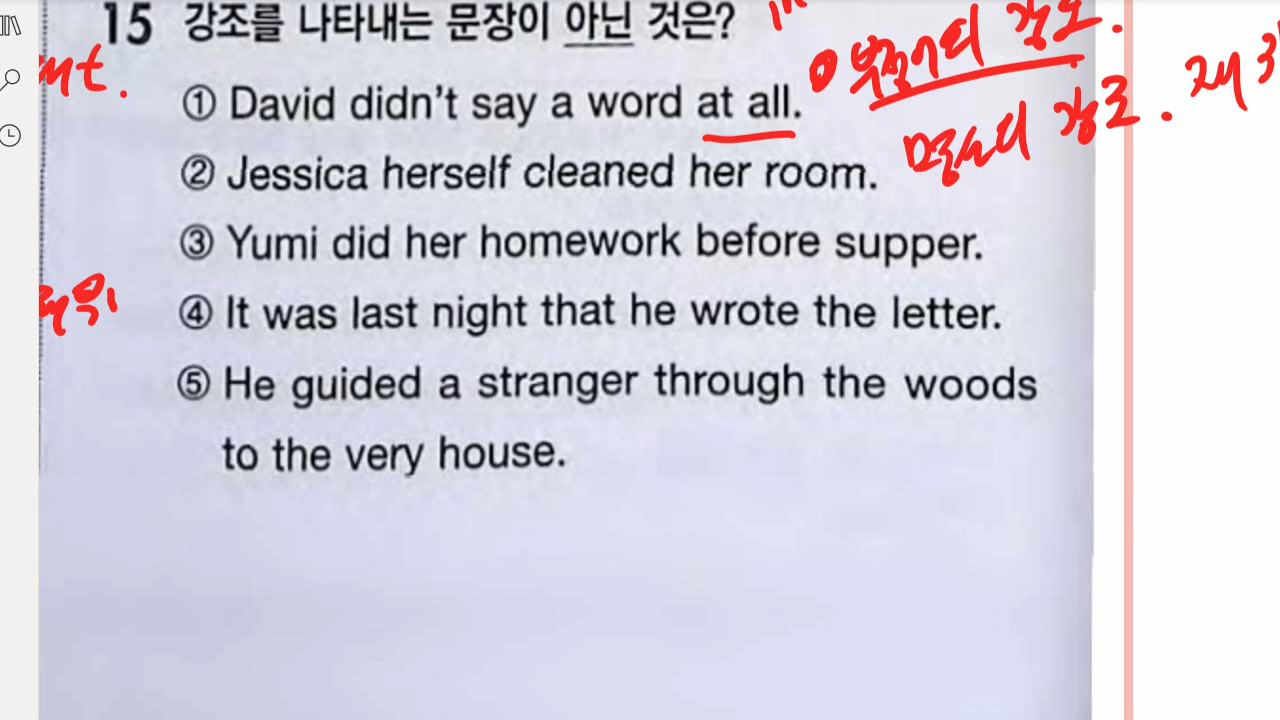 15 강조를 나타내는 문장이 아닌 것은?
부정어의 강조.
nt.
① David didn't say a word at all.
명사의 강조. 재
② Jessica herself cleaned her room.
③ Yumi did her homework before supper.
④ It was last night that he wrote the letter.
⑤ He guided a stranger through the woods
to the very house.